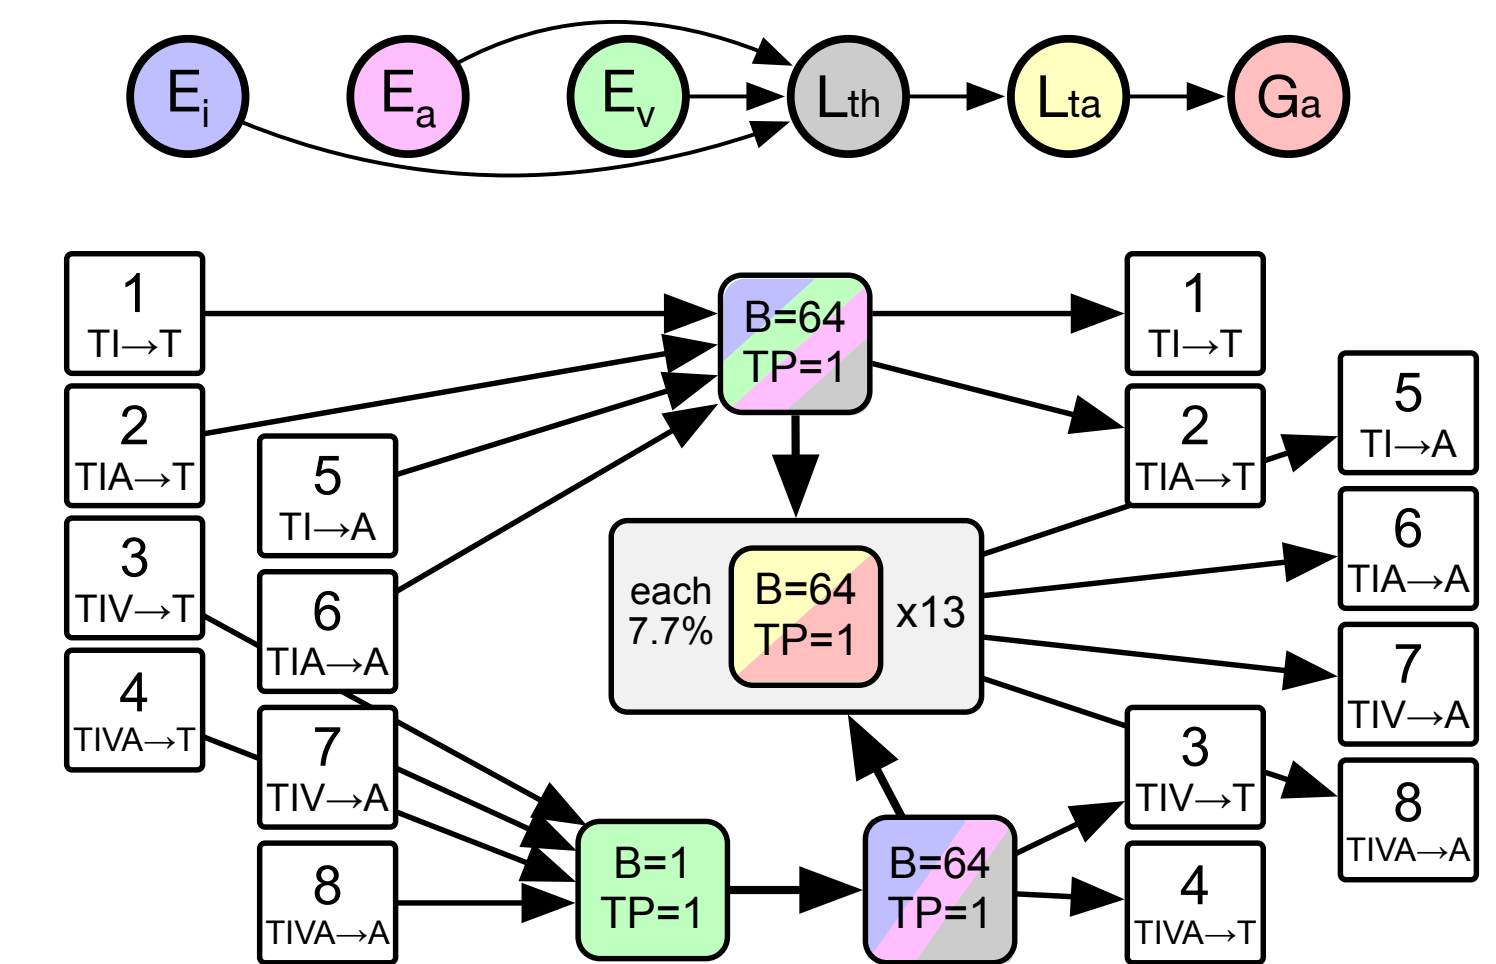 Ei
Ea
Ev
Lth
Lta
Ga
1
TI→T
2
TIA→T
3
TIV→T
4
TIVA→T
5
TI→A
6
TIA→A
7
TIV→A
8
TIVA→A
B=64
TP=1
each
7.7%
B=64
TP=1
x13
B=1
TP=1
B=64
TP=1
1
TI→T
2
TIA→T
3
TIV→T
4
TIVA→T
5
TI→A
6
TIA→A
7
TIV→A
8
TIVA→A